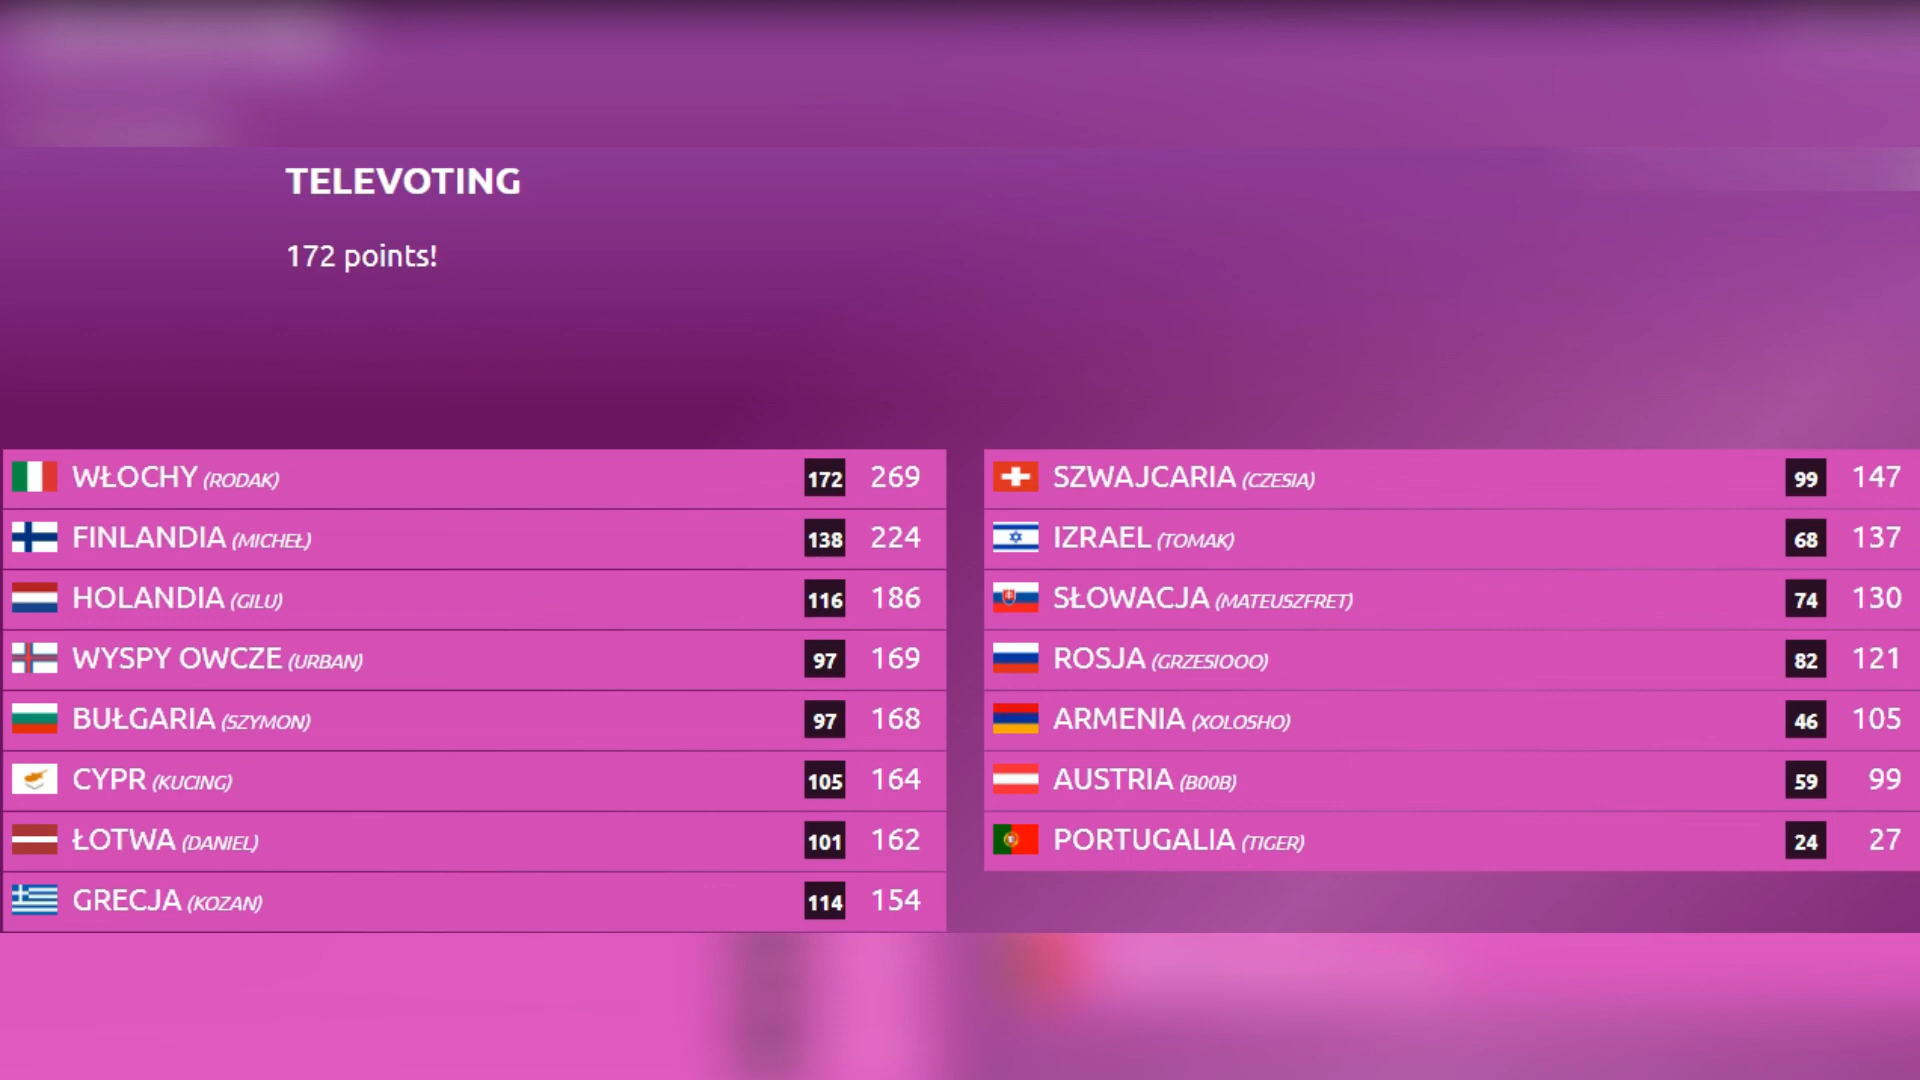 TELEVOTING
172 points!
WŁOCHY (RODAK) 172 269
FINLANDIA (MICHEŁ) 138 224
HOLANDIA (GILU) 116 186
WYSPY OWCZE (URBAN) 97 169
BUŁGARIA (SZYMON) 97 168
CYPR (KUCING) 105 164
ŁOTWA (DANIEL) 101 162
GRECJA (KOZAN) 114 154
SZWAJCARIA (CZESIA) 99 147
IZRAEL (TOMAK) 68 137
SŁOWACJA (MATEUSZFRET) 74 130
ROSJA (GRZESIOOO) 82 121
ARMENIA (XOLOSHO) 46 105
AUSTRIA (B00B) 59 99
PORTUGALIA (TIGER) 24 27